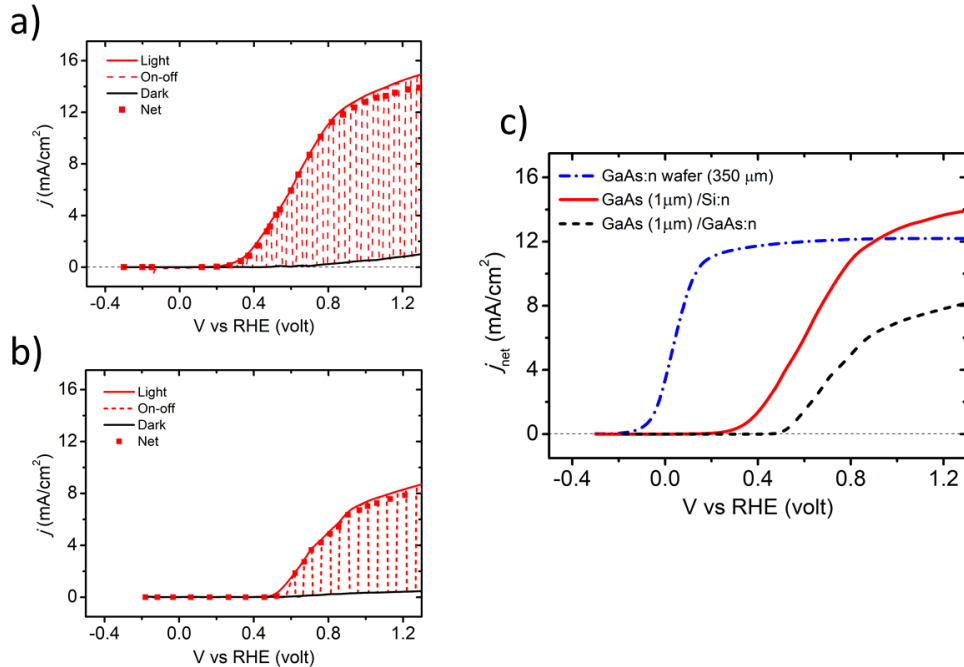 a)
16
12
8
4
0
j (mA/cm²)
Light
On-off
Dark
Net
-0.4 0.0 0.4 0.8 1.2
V vs RHE (volt)
b)
16
12
8
4
0
j (mA/cm²)
Light
On-off
Dark
Net
-0.4 0.0 0.4 0.8 1.2
V vs RHE (volt)
c)
16
12
8
4
0
jnet (mA/cm²)
GaAs:n wafer (350 μm)
GaAs (1μm) /Si:n
GaAs (1μm) /GaAs:n
-0.4 0.0 0.4 0.8 1.2
V vs RHE (volt)